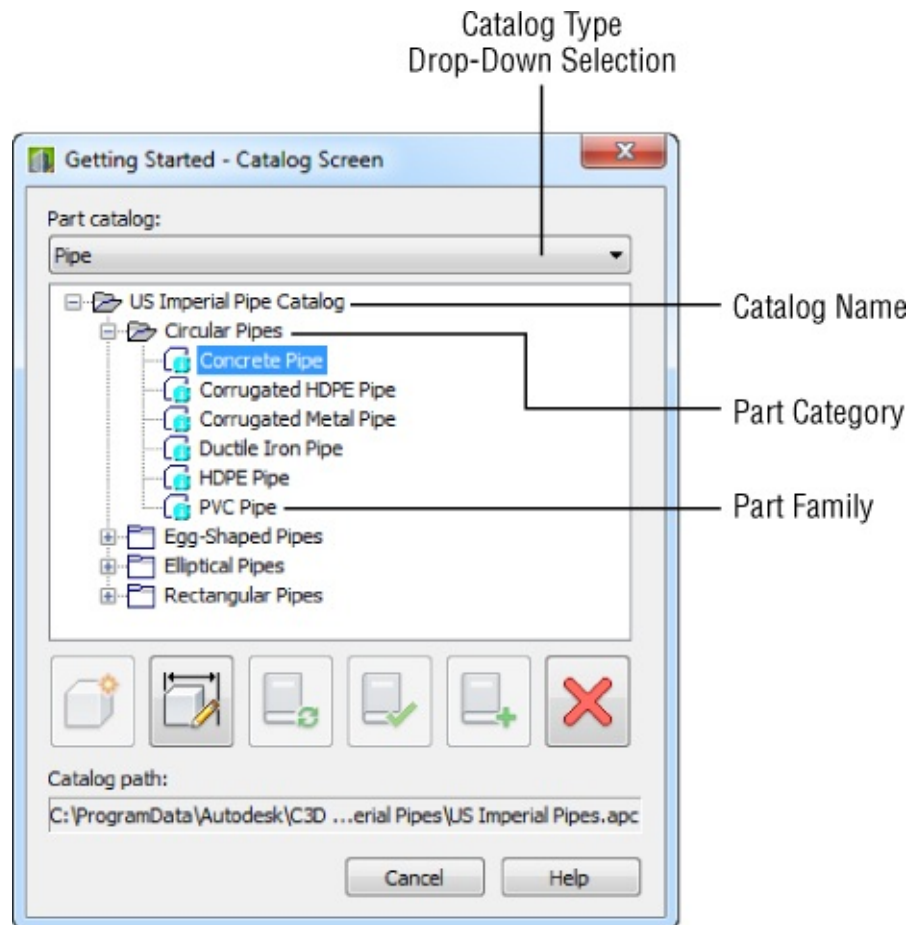 Catalog Type
Drop-Down Selection
Getting Started - Catalog Screen
Part catalog:
Pipe
US Imperial Pipe Catalog
Catalog Name
Circular Pipes
Concrete Pipe
Corrugated HDPE Pipe
Corrugated Metal Pipe
Part Category
Ductile Iron Pipe
HDPE Pipe
PVC Pipe
Part Family
Egg-Shaped Pipes
Elliptical Pipes
Rectangular Pipes
Catalog path:
C:\ProgramData\Autodesk\C3D ...erial Pipes\US Imperial Pipes.apc
Cancel
Help